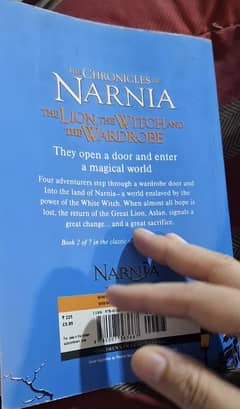 THE CHRONICLES OF
NARNIA
THE LION, THE WITCH AND
THE WARDROBE
They open a door and enter
a magical world
Four adventurers step through a wardrobe door and
Into the land of Narnia– a world enslaved by the
power of the White Witch. When almost all hope is
lost, the return of the Great Lion, Aslan, signals a
great change... and a great sacrifice.
Book 2 of 7 in the classic
NARNIA
₹ 225
£5.99